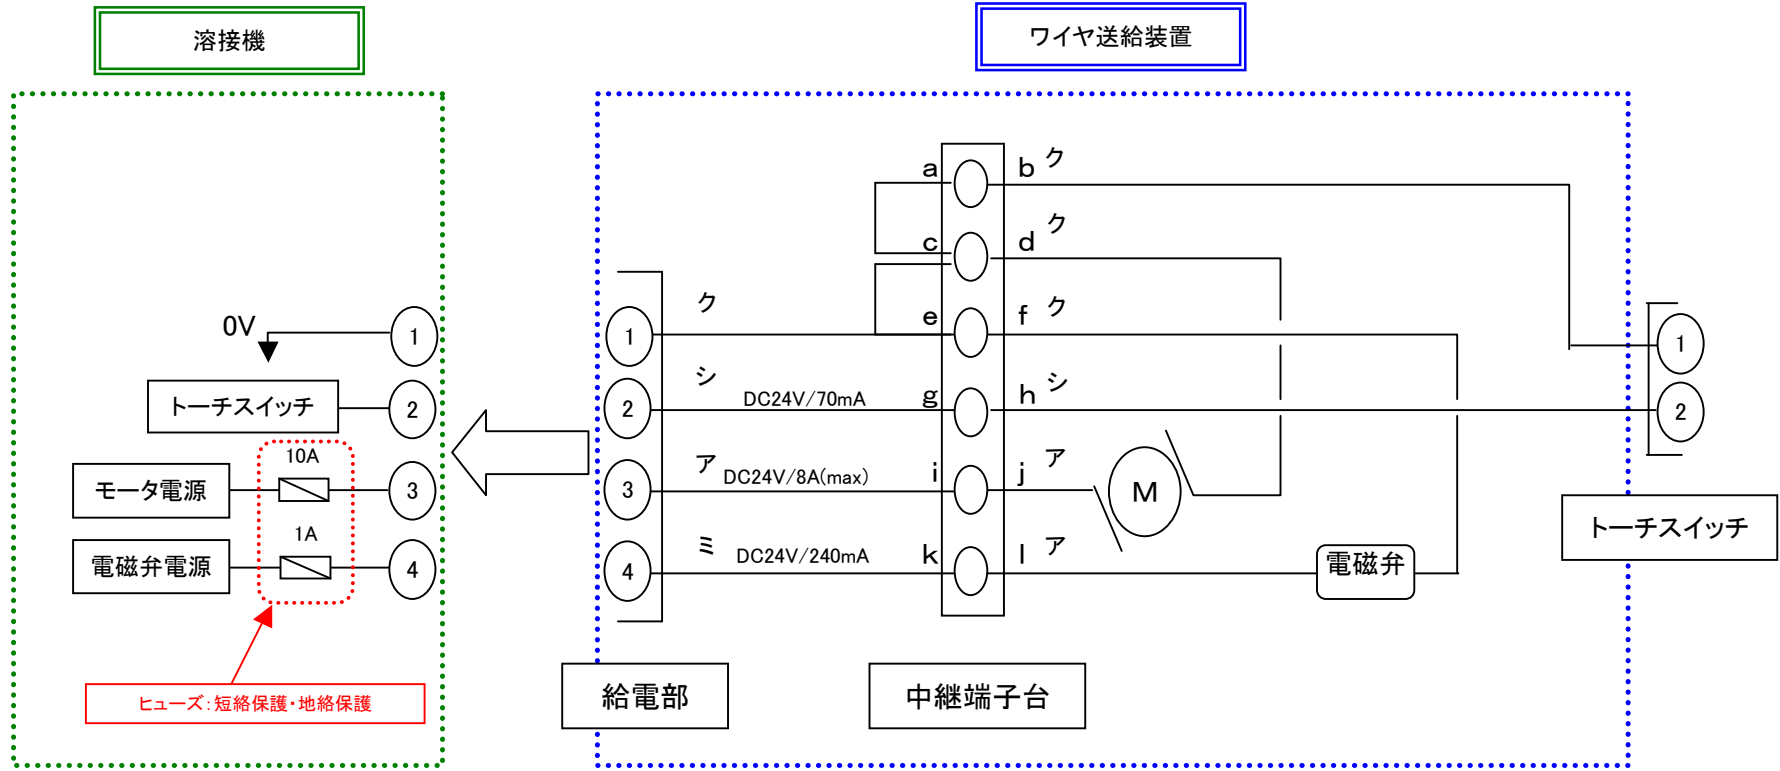 溶接機
ワイヤ送給装置
a
b ク
c
d ク
ク
e
f ク
0V
1
1
1
シ
DC24V/70mA
g
h シ
トーチスイッチ
2
2
2
10A
ア
DC24V/8A(max)
i
j ア
モータ電源
3
3
M
トーチスイッチ
1A
ミ
DC24V/240mA
k
l ア
電磁弁電源
4
4
電磁弁
ヒューズ:短絡保護・地絡保護
給電部
中継端子台